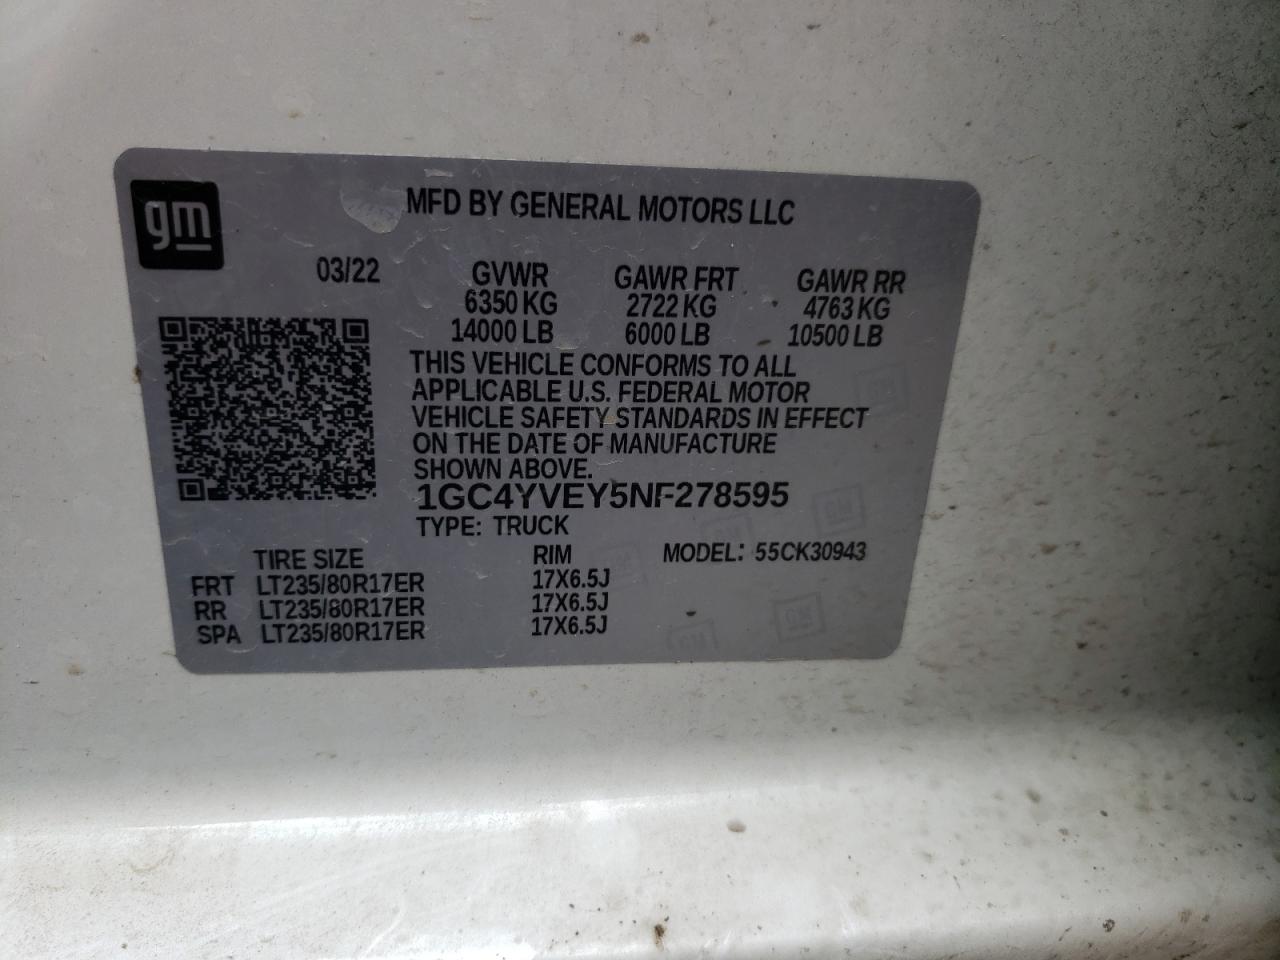 gm
MFD BY GENERAL MOTORS LLC
03/22 GVWR GAWR FRT GAWR RR
6350 KG 2722 KG 4763 KG
14000 LB 6000 LB 10500 LB
THIS VEHICLE CONFORMS TO ALL
APPLICABLE U.S. FEDERAL MOTOR
VEHICLE SAFETY STANDARDS IN EFFECT
ON THE DATE OF MANUFACTURE
SHOWN ABOVE.
1GC4YVEY5NF278595
TYPE: TRUCK
TIRE SIZE RIM MODEL: 55CK30943
FRT LT235/80R17ER 17X6.5J
RR LT235/80R17ER 17X6.5J
SPA LT235/80R17ER 17X6.5J